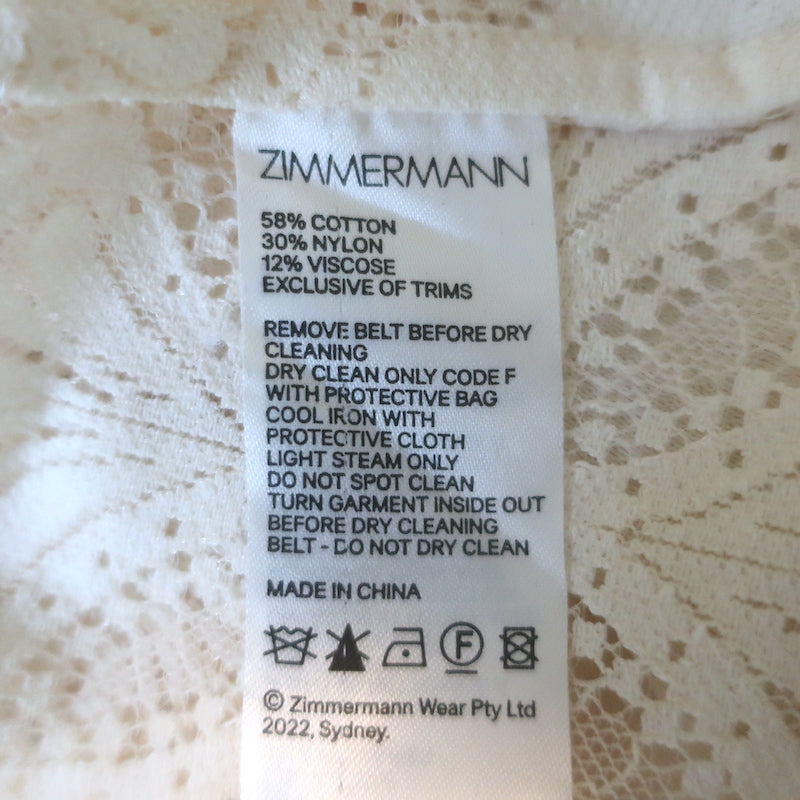 ZIMMERMANN
58% COTTON
30% NYLON
12% VISCOSE
EXCLUSIVE OF TRIMS
REMOVE BELT BEFORE DRY
CLEANING
DRY CLEAN ONLY CODE F
WITH PROTECTIVE BAG
COOL IRON WITH
PROTECTIVE CLOTH
LIGHT STEAM ONLY
DO NOT SPOT CLEAN
TURN GARMENT INSIDE OUT
BEFORE DRY CLEANING
BELT - DO NOT DRY CLEAN
MADE IN CHINA
F
© Zimmermann Wear Pty Ltd
2022, Sydney.